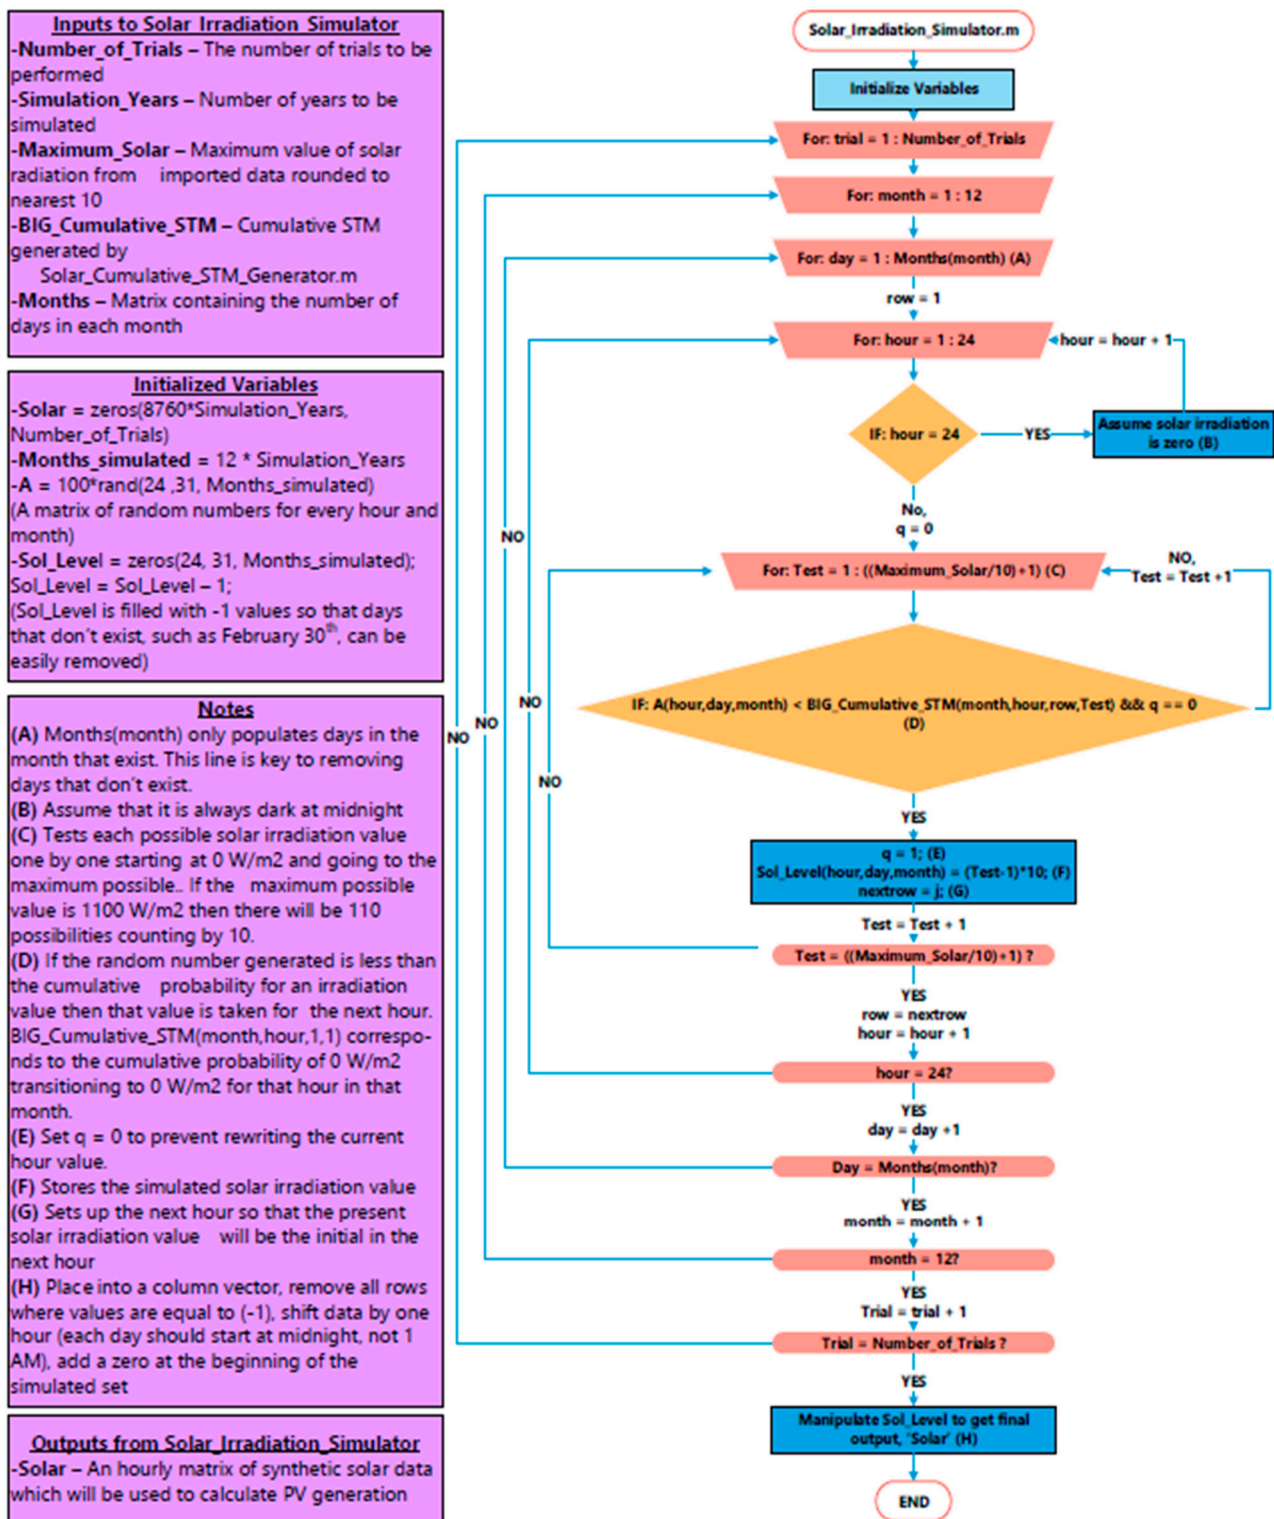 Inputs to Solar Irradiation Simulator
-Number_of_Trials – The number of trials to be
performed
-Simulation_Years – Number of years to be
simulated
-Maximum_Solar – Maximum value of solar
radiation from imported data rounded to
nearest 10
-BIG_Cumulative_STM – Cumulative STM
generated by
Solar_Cumulative_STM_Generator.m
-Months – Matrix containing the number of
days in each month
Initialized Variables
-Solar = zeros(8760*Simulation_Years,
Number_of_Trials)
-Months_simulated = 12 * Simulation_Years
-A = 100*rand(24 ,31, Months_simulated)
(A matrix of random numbers for every hour and
month)
-Sol_Level = zeros(24, 31, Months_simulated);
Sol_Level = Sol_Level – 1;
(Sol_Level is filled with -1 values so that days
that don't exist, such as February 30th, can be
easily removed)
Notes
(A) Months(month) only populates days in the
month that exist. This line is key to removing
days that don't exist.
(B) Assume that it is always dark at midnight
(C) Tests each possible solar irradiation value
one by one starting at 0 W/m2 and going to the
maximum possible.. If the maximum possible
value is 1100 W/m2 then there will be 110
possibilities counting by 10.
(D) If the random number generated is less than
the cumulative probability for an irradiation
value then that value is taken for the next hour.
BIG_Cumulative_STM(month,hour,1,1) correspo-
nds to the cumulative probability of 0 W/m2
transitioning to 0 W/m2 for that hour in that
month.
(E) Set q = 0 to prevent rewriting the current
hour value.
(F) Stores the simulated solar irradiation value
(G) Sets up the next hour so that the present
solar irradiation value will be the initial in the
next hour
(H) Place into a column vector, remove all rows
where values are equal to (-1), shift data by one
hour (each day should start at midnight, not 1
AM), add a zero at the beginning of the
simulated set
Outputs from Solar_Irradiation_Simulator
-Solar – An hourly matrix of synthetic solar data
which will be used to calculate PV generation
Solar_Irradiation_Simulator.m
Initialize Variables
For: trial = 1 : Number_of_Trials
For: month = 1 : 12
For: day = 1 : Months(month) (A)
row = 1
For: hour = 1 : 24
hour = hour + 1
IF: hour = 24
YES
Assume solar irradiation
is zero (B)
No,
q = 0
For: Test = 1 : ((Maximum_Solar/10)+1) (C)
NO,
Test = Test +1
IF: A(hour,day,month) < BIG_Cumulative_STM(month,hour,row,Test) && q == 0
(D)
YES
q = 1; (E)
Sol_Level(hour,day,month) = (Test-1)*10; (F)
nextrow = j; (G)
Test = Test + 1
Test = ((Maximum_Solar/10)+1) ?
NO
YES
row = nextrow
hour = hour + 1
hour = 24?
NO
YES
day = day +1
Day = Months(month)?
NO
YES
month = month + 1
month = 12?
NO
YES
Trial = trial + 1
Trial = Number_of_Trials ?
NO
YES
Manipulate Sol_Level to get final
output, 'Solar' (H)
END